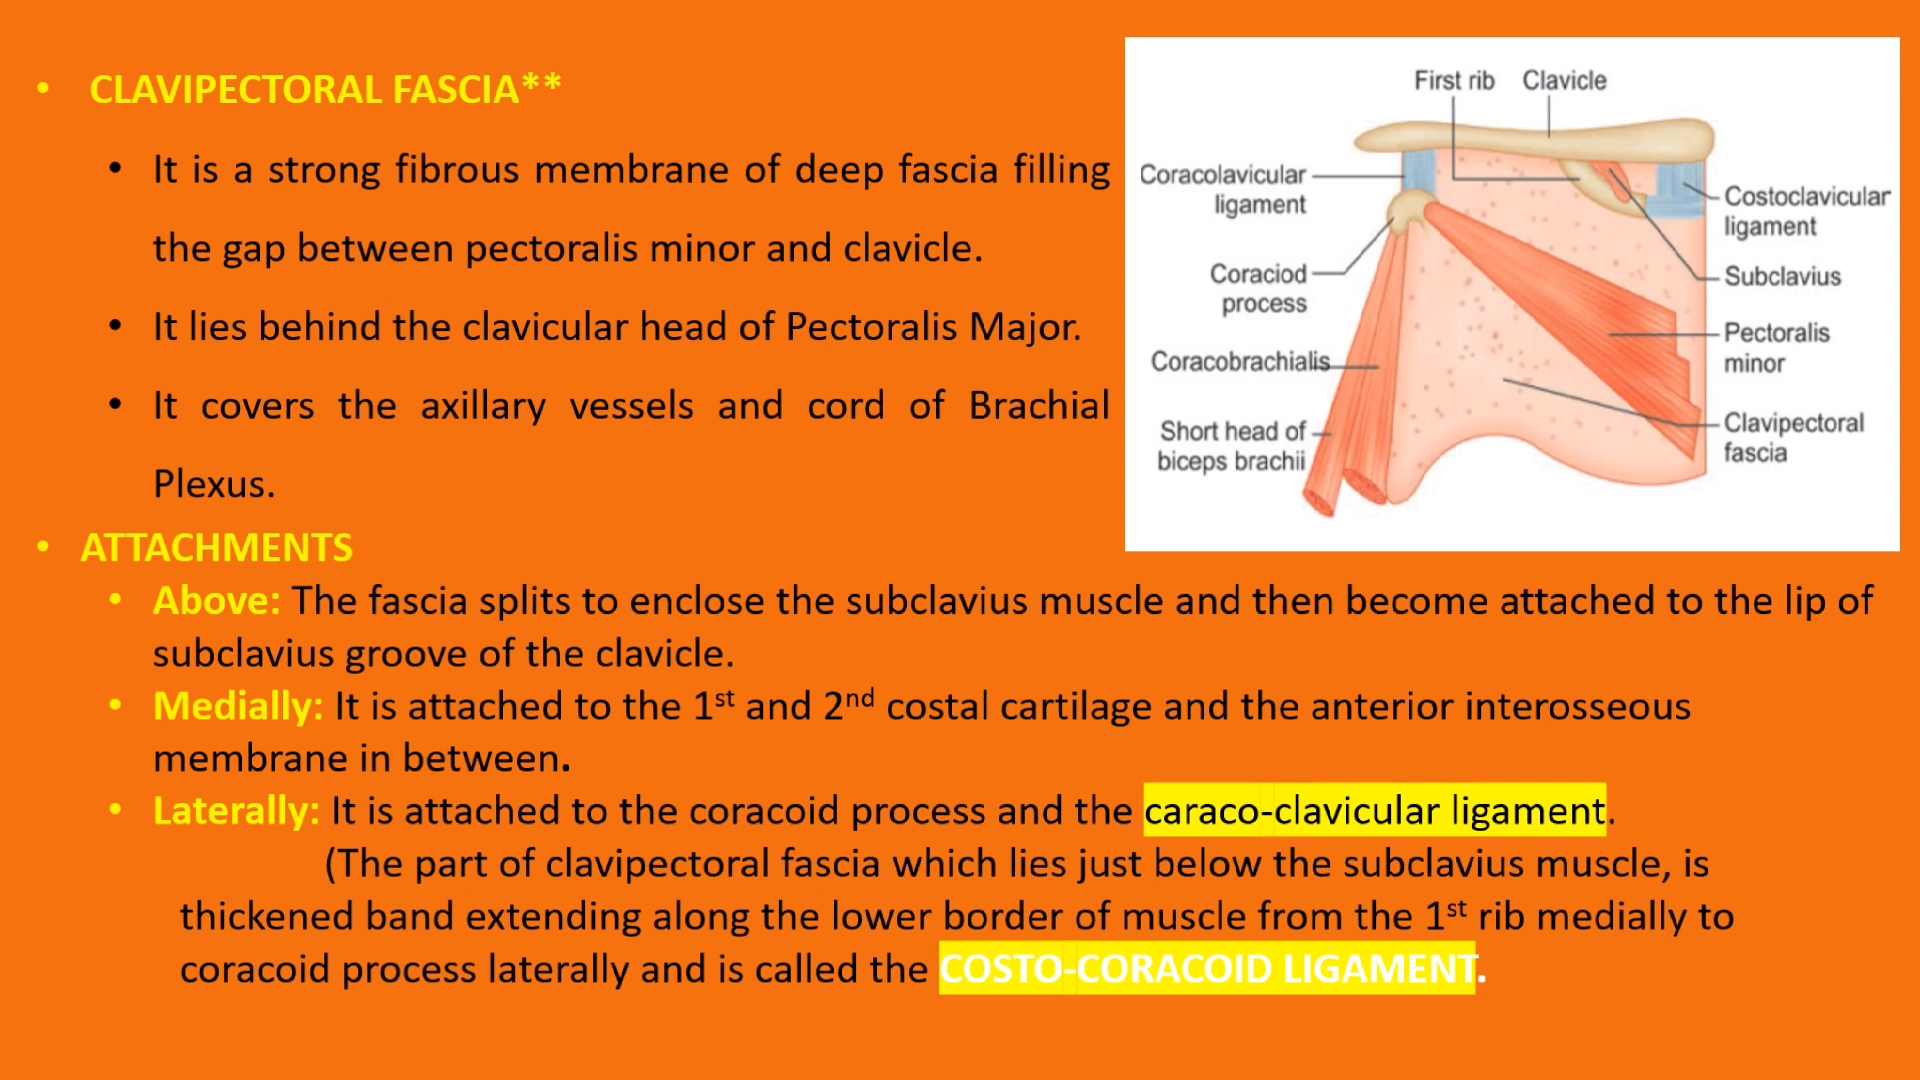 • CLAVIPECTORAL FASCIA**
• It is a strong fibrous membrane of deep fascia filling
the gap between pectoralis minor and clavicle.
• It lies behind the clavicular head of Pectoralis Major.
• It covers the axillary vessels and cord of Brachial
Plexus.
• ATTACHMENTS
• Above: The fascia splits to enclose the subclavius muscle and then become attached to the lip of
subclavius groove of the clavicle.
• Medially: It is attached to the 1st and 2nd costal cartilage and the anterior interosseous
membrane in between.
• Laterally: It is attached to the coracoid process and the caraco-clavicular ligament.
(The part of clavipectoral fascia which lies just below the subclavius muscle, is
thickened band extending along the lower border of muscle from the 1st rib medially to
coracoid process laterally and is called the COSTO-CORACOID LIGAMENT.
First rib
Clavicle
Coracolavicular
ligament
Coraciod
process
Coracobrachialis
Short head of
biceps brachii
Costoclavicular
ligament
Subclavius
Pectoralis
minor
Clavipectoral
fascia